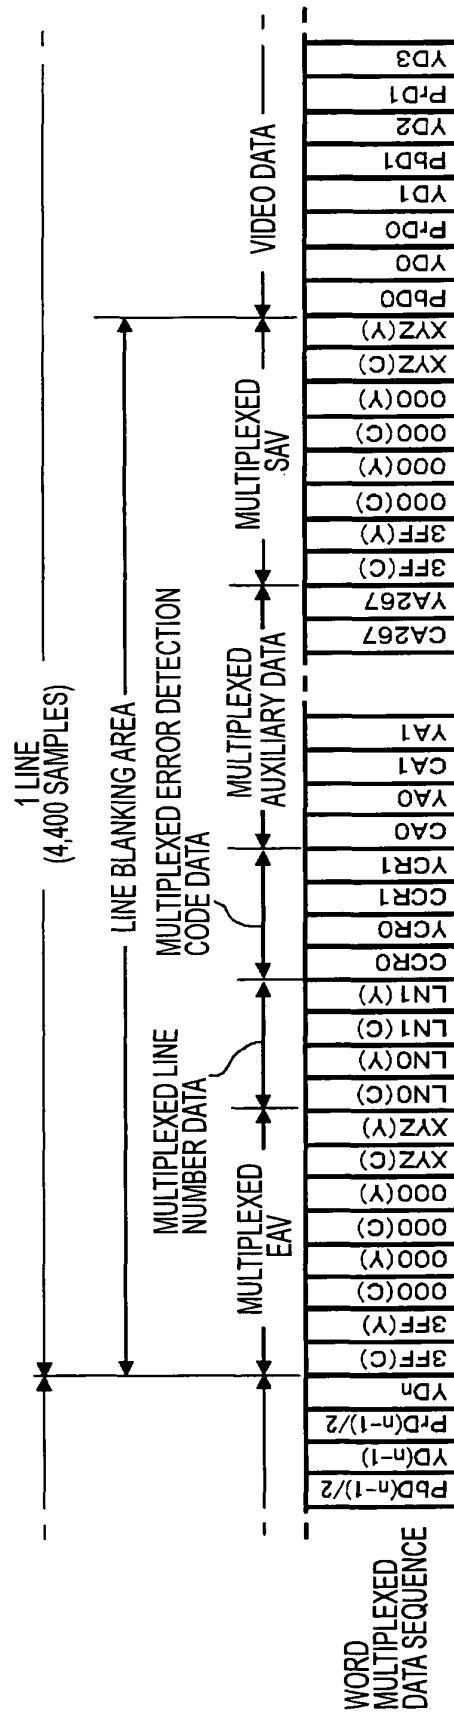 1 LINE
(4,400 SAMPLES)
LINE BLANKING AREA
MULTIPLEXED
EAV
MULTIPLEXED LINE
NUMBER DATA
MULTIPLEXED ERROR DETECTION
CODE DATA
MULTIPLEXED
AUXILIARY DATA
MULTIPLEXED
SAV
VIDEO DATA
WORD
MULTIPLEXED
DATA SEQUENCE
PbD(n-1)/2
YD(n-1)
PrD(n-1)/2
YDn
3FF(C)
3FF(Y)
000(C)
000(Y)
000(C)
000(Y)
XYZ(C)
XYZ(Y)
LN0(C)
LN0(Y)
LN1(C)
LN1(Y)
CCR0
YCR0
CCR1
YCR1
CA0
YA0
CA1
YA1
CA267
YA267
3FF(C)
3FF(Y)
000(C)
000(Y)
000(C)
000(Y)
XYZ(C)
XYZ(Y)
PbD0
YD0
PrD0
YD1
PbD1
YD2
PrD1
YD3